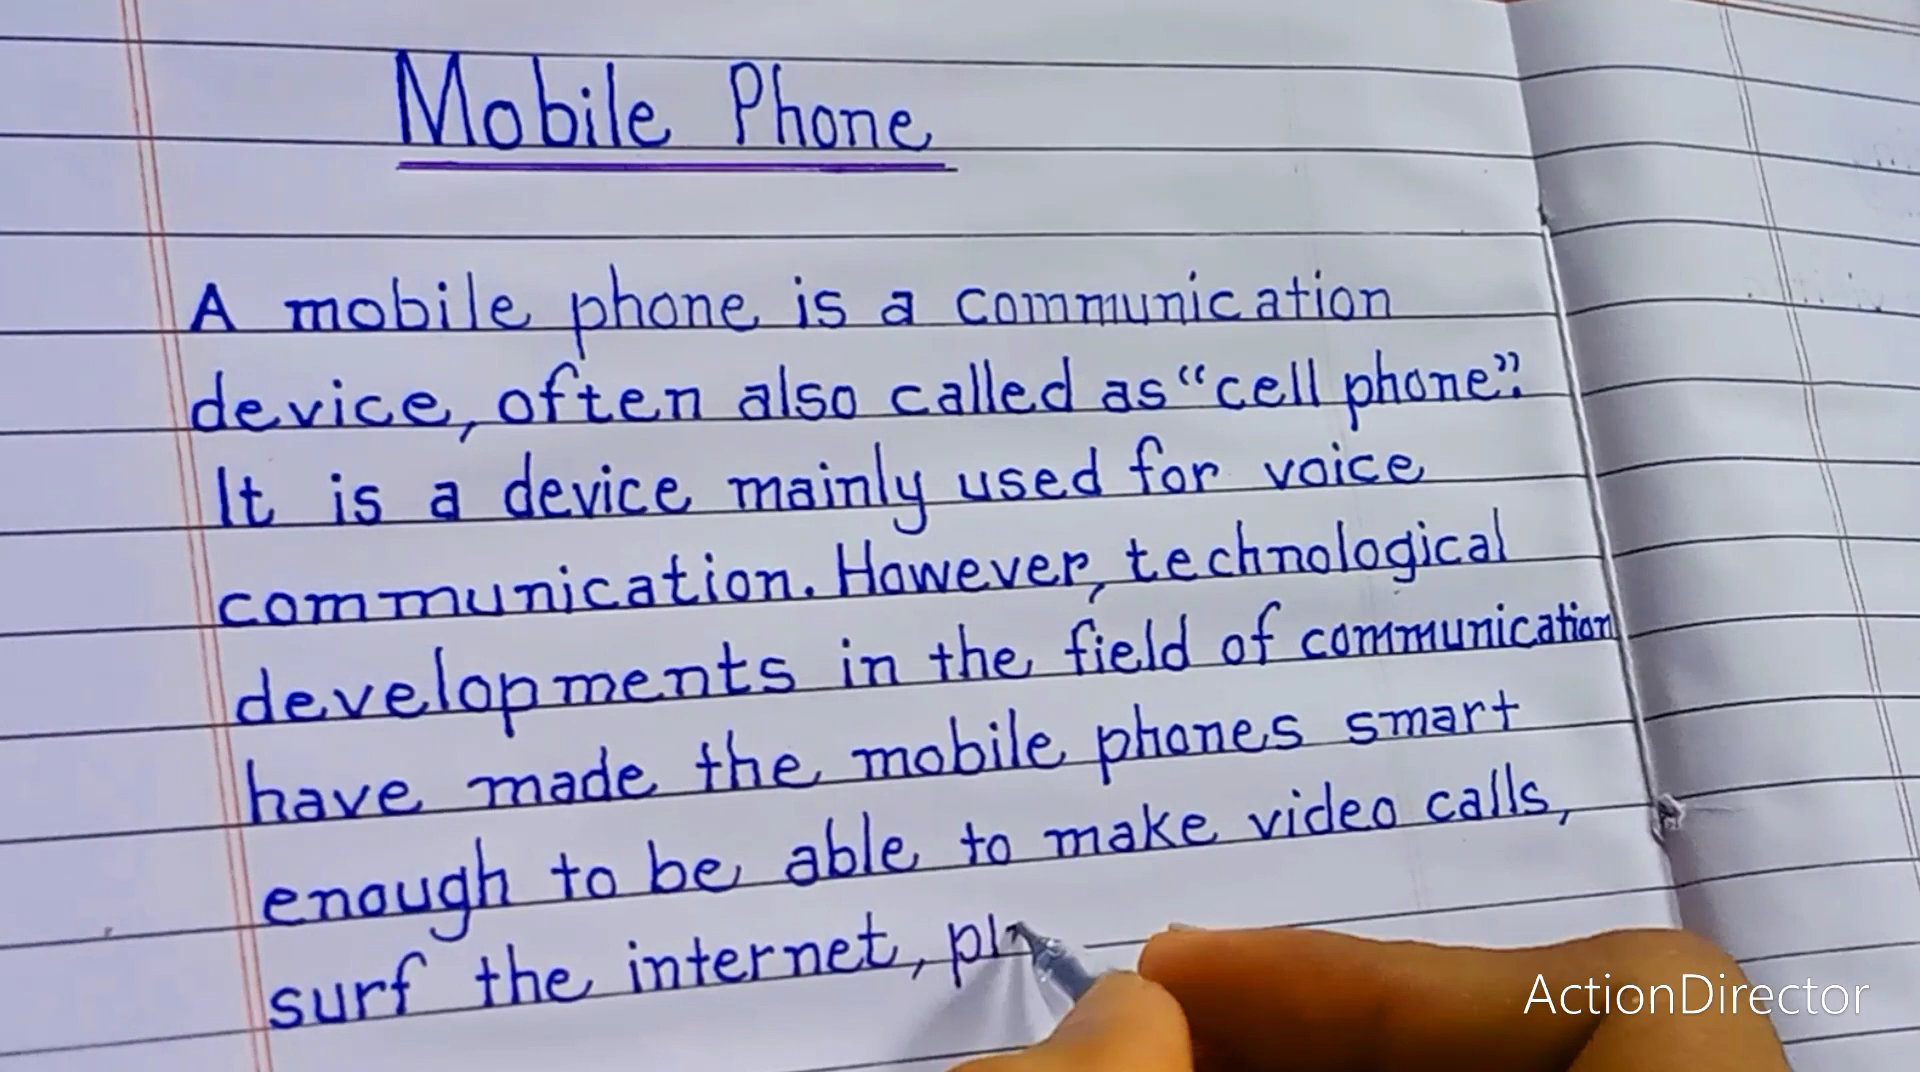 Mobile Phone
A mobile phone is a communication
device, often also called as “cell phone”.
It is a device mainly used for voice
communication. However, technological
developments in the field of communication
have made the mobile phones smart
enough to be able to make video calls,
surf the internet,
ActionDirector